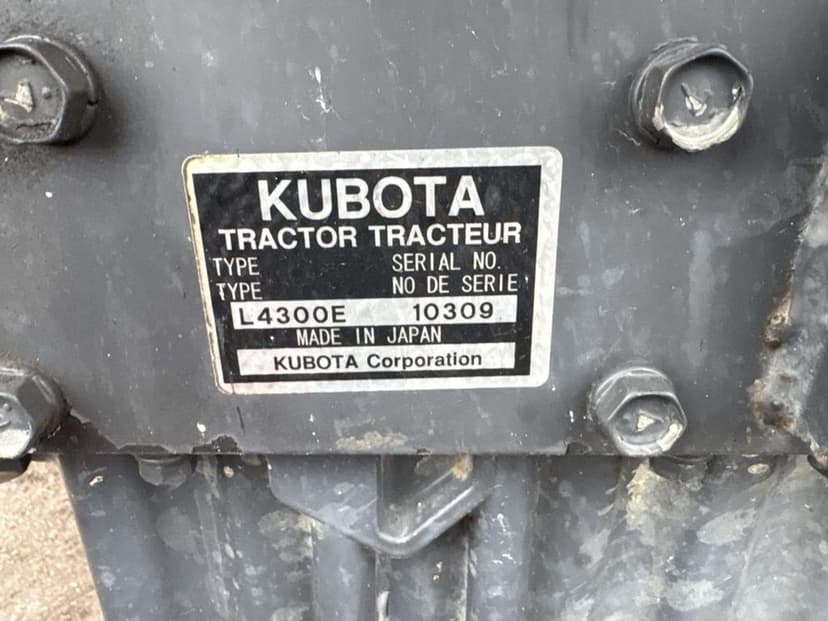 KUBOTA
TRACTOR TRACTEUR
TYPE SERIAL NO.
TYPE NO DE SERIE
L4300E 10309
MADE IN JAPAN
KUBOTA Corporation